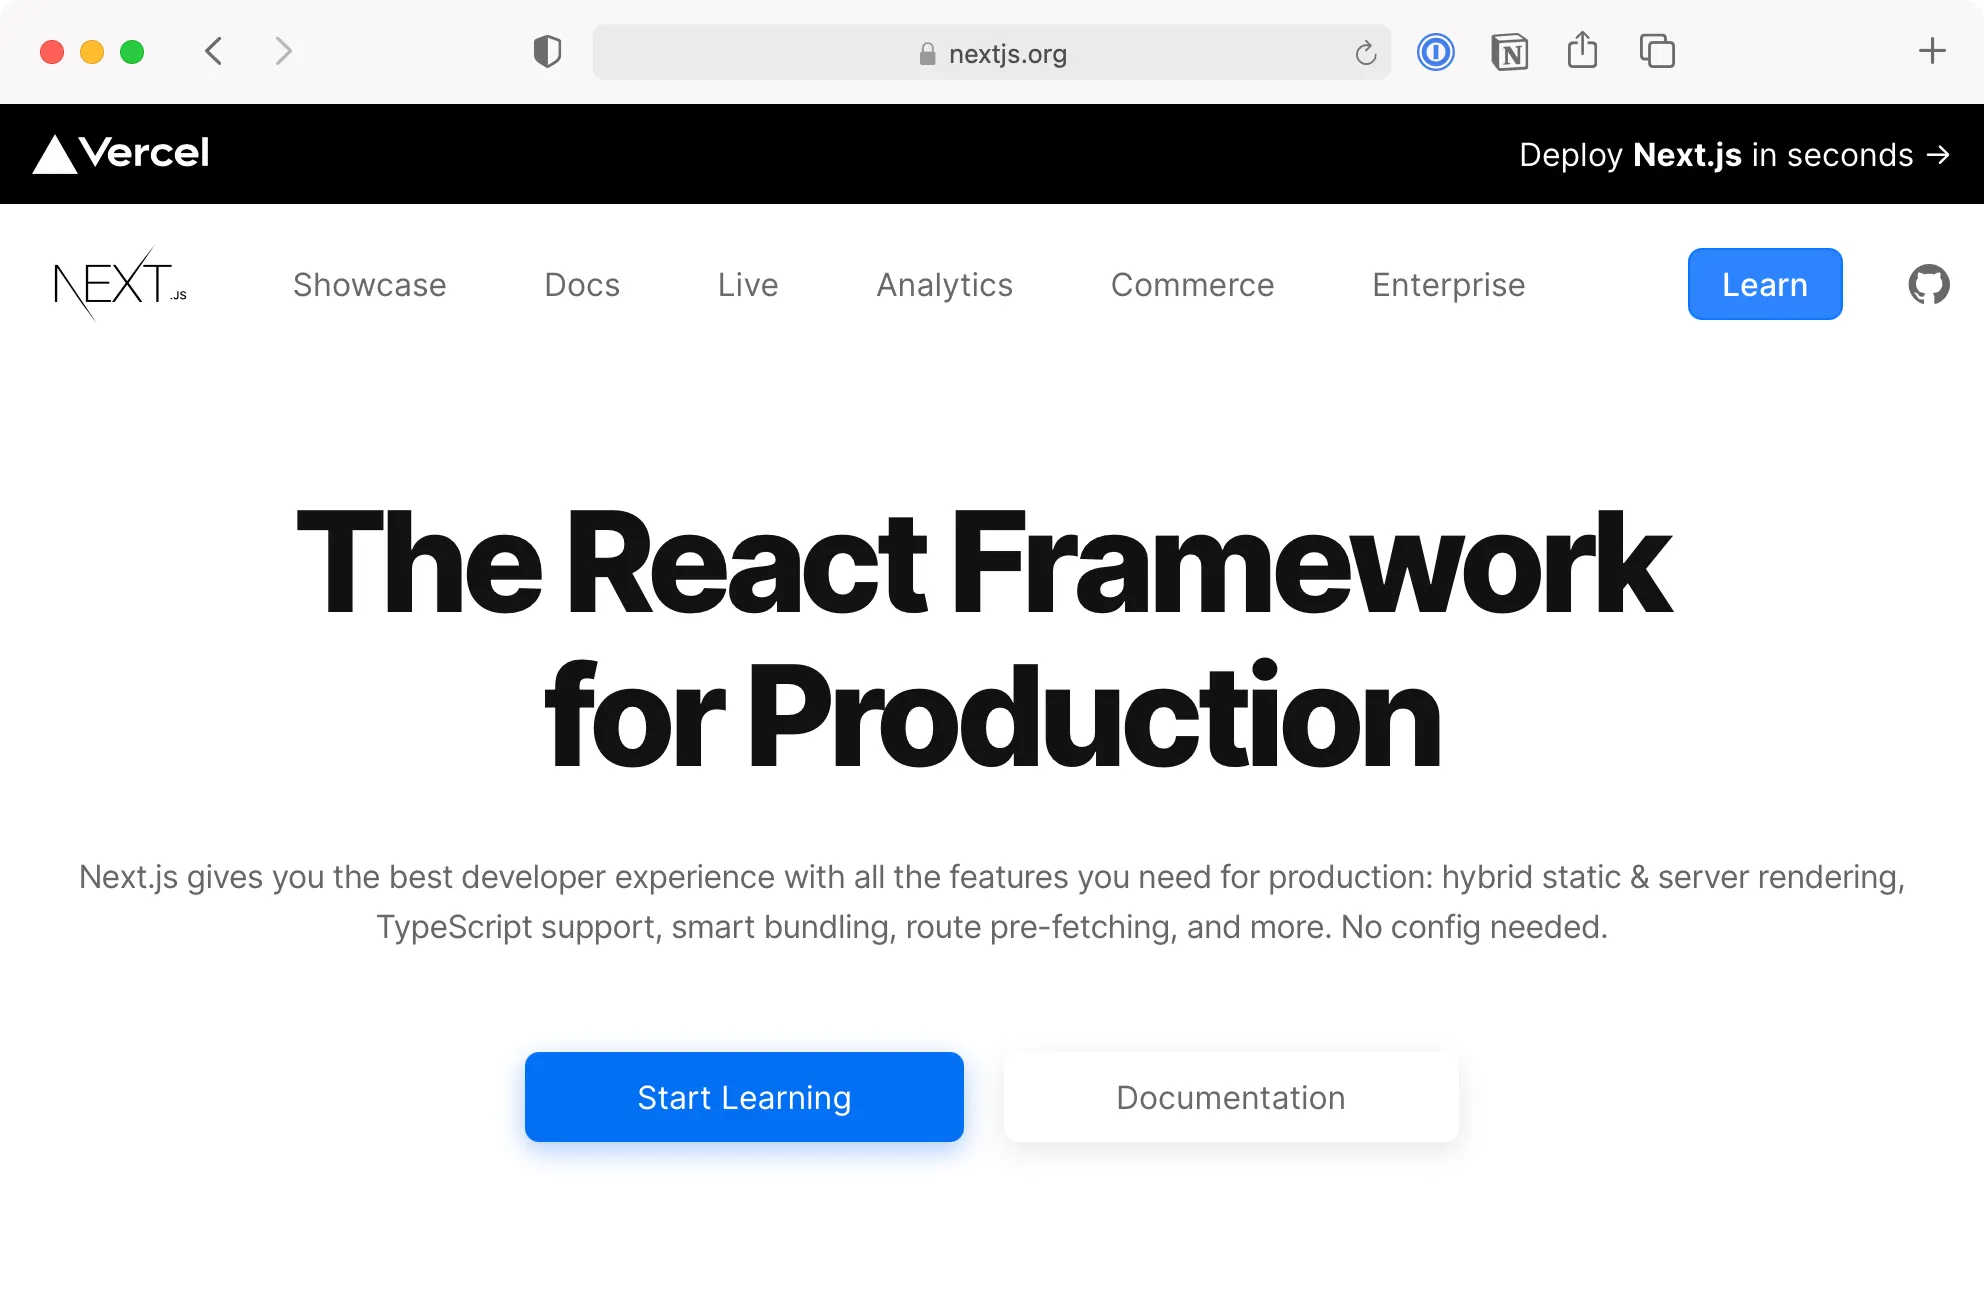 nextjs.org
Vercel
Deploy Next.js in seconds →
NEXT.JS
Showcase
Docs
Live
Analytics
Commerce
Enterprise
Learn
The React Framework
for Production
Next.js gives you the best developer experience with all the features you need for production: hybrid static & server rendering,
TypeScript support, smart bundling, route pre-fetching, and more. No config needed.
Start Learning
Documentation